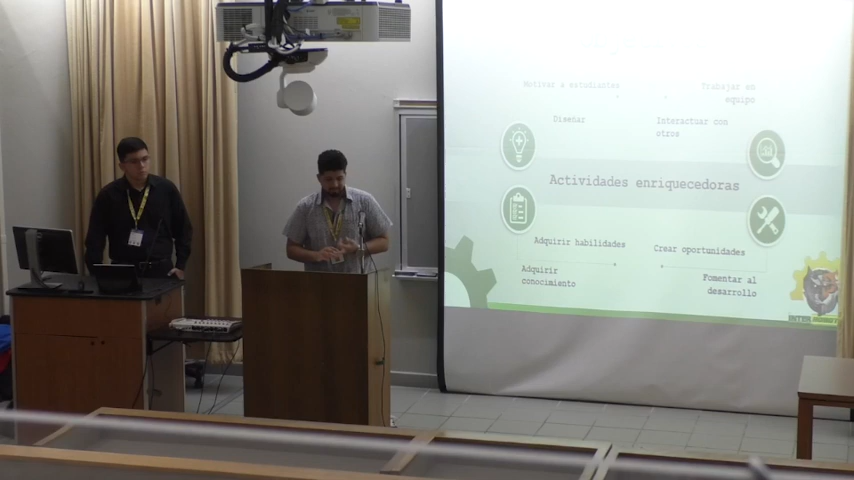 Motivar a estudiantes
Trabajar en
equipo
Diseñar
Interactuar con
otros
Actividades enriquecedoras
Adquirir habilidades
Crear oportunidades
Adquirir
conocimiento
Fomentar al
desarrollo